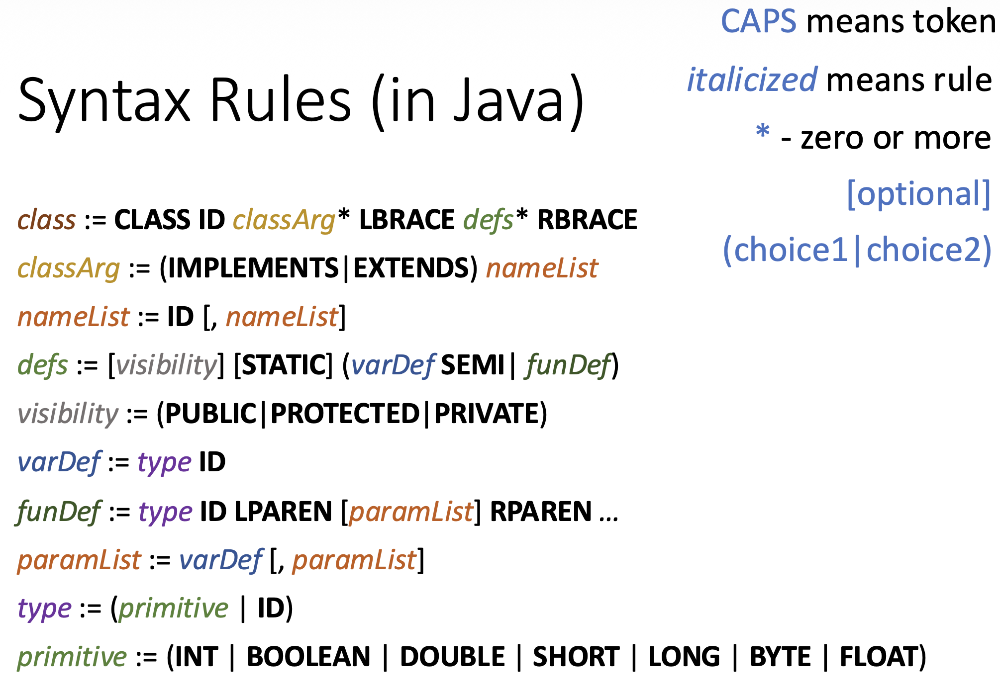 CAPS means token
italicized means rule
Syntax Rules (in Java)
* - zero or more
[optional]
(choice1|choice2)
class := CLASS ID classArg* LBRACE defs* RBRACE
classArg := (IMPLEMENTS|EXTENDS) nameList
nameList := ID [, nameList]
defs := [visibility] [STATIC] (varDef SEMI| funDef)
visibility := (PUBLIC|PROTECTED|PRIVATE)
varDef := type ID
funDef := type ID LPAREN [paramList] RPAREN ...
paramList := varDef [, paramList]
type := (primitive | ID)
primitive := (INT | BOOLEAN | DOUBLE | SHORT | LONG | BYTE | FLOAT)